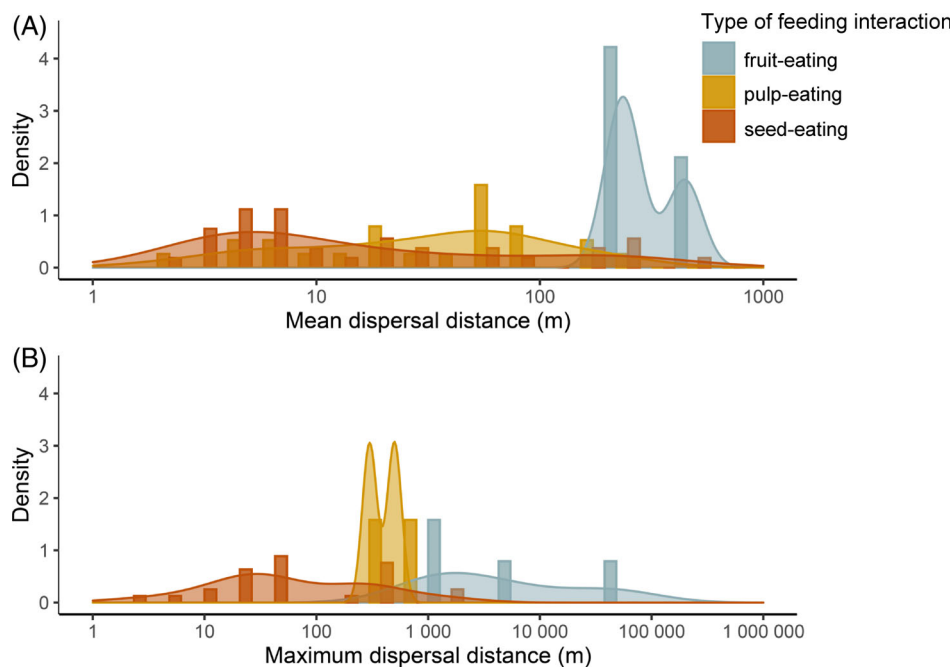 (A)
Type of feeding interaction
fruit-eating
pulp-eating
seed-eating
Density
4
3
2
1
0
1 10 100 1000
Mean dispersal distance (m)
(B)
Density
4
3
2
1
0
1 10 100 1 000 10 000 100 000 1 000 000
Maximum dispersal distance (m)